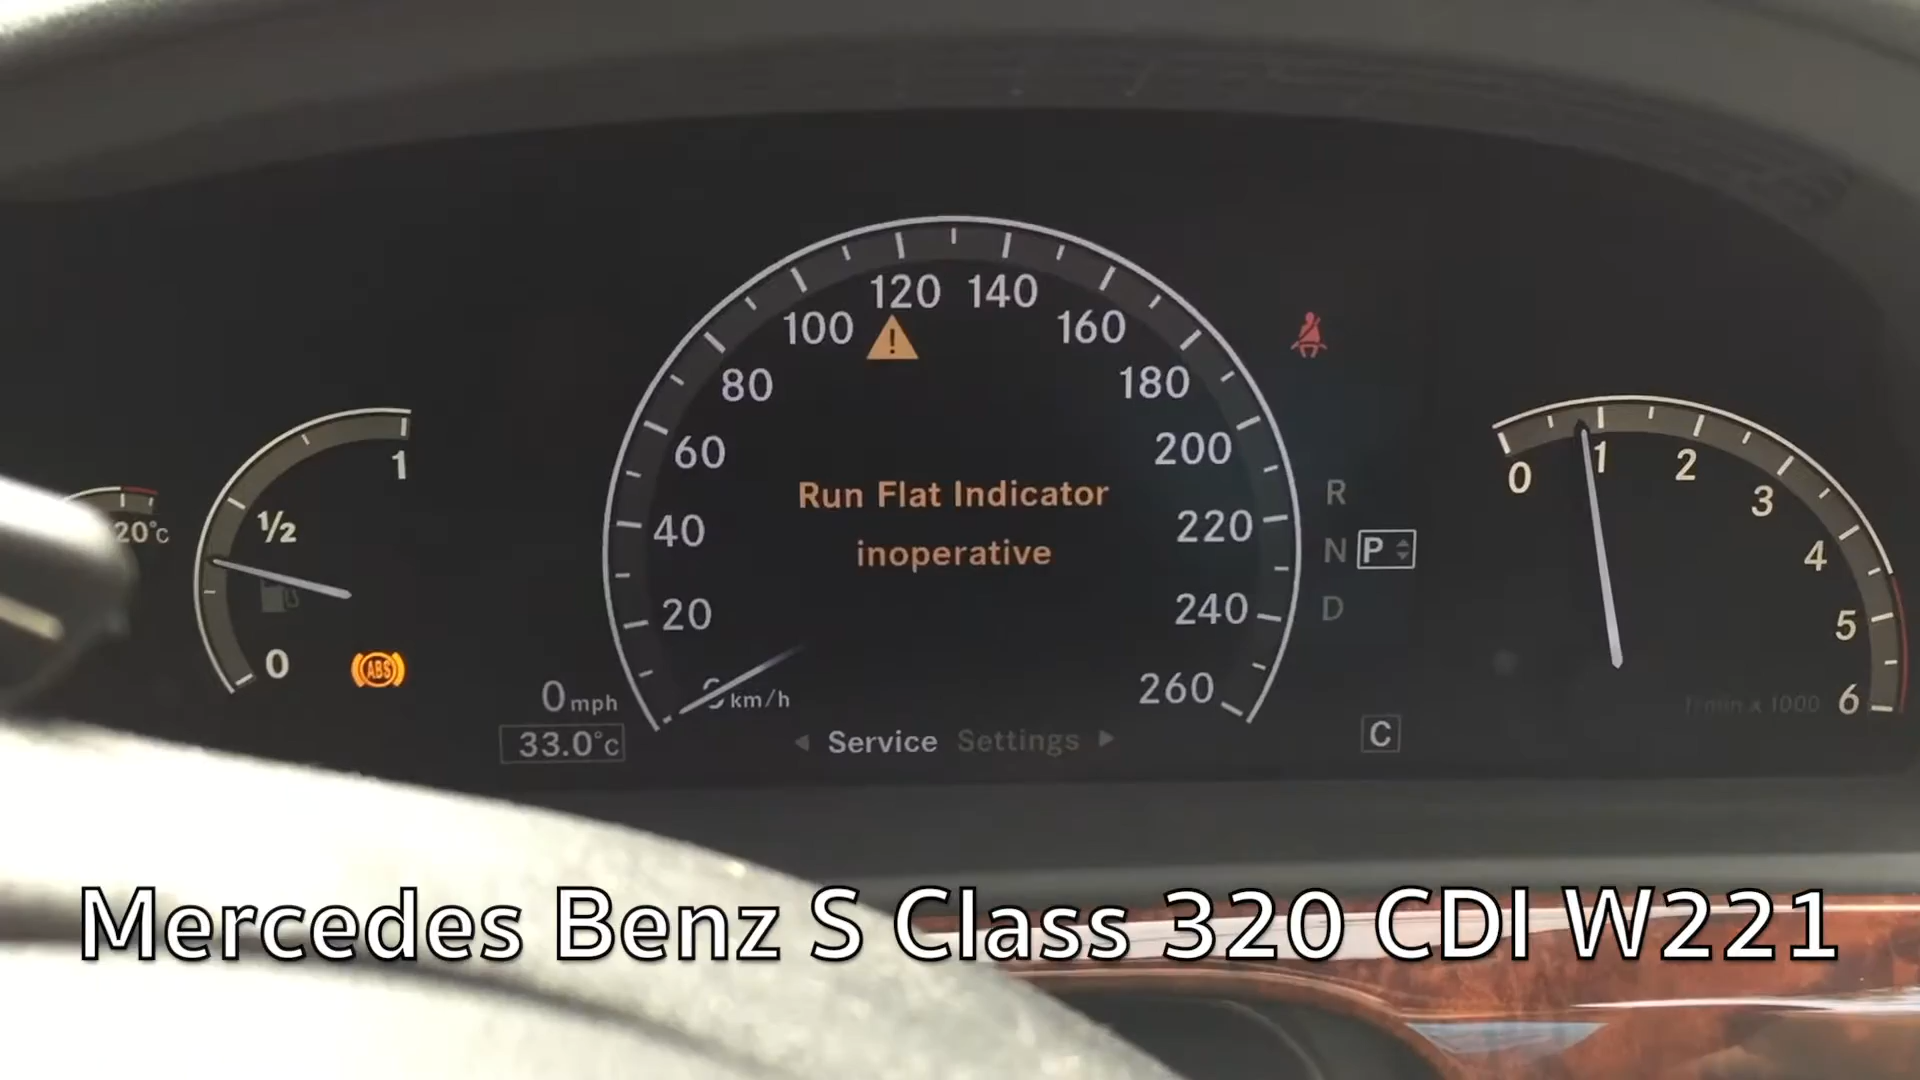 120 140
100 160
80 180
60 200
40 220
20 240
260
km/h
Run Flat Indicator
inoperative
Service Settings
1
½
0
20°C
ABS
0 mph
33.0°C
R
N P
D
C
0 1 2 3 4 5 6
1/min x 1000
Mercedes Benz S Class 320 CDI W221